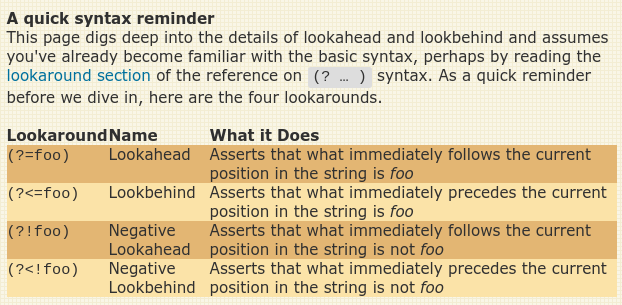 A quick syntax reminder
This page digs deep into the details of lookahead and lookbehind and assumes
you've already become familiar with the basic syntax, perhaps by reading the
lookaround section of the reference on (? … ) syntax. As a quick reminder
before we dive in, here are the four lookarounds.
Lookaround Name What it Does
(?=foo) Lookahead Asserts that what immediately follows the current
position in the string is foo
(?<=foo) Lookbehind Asserts that what immediately precedes the current
position in the string is foo
(?!foo) Negative Asserts that what immediately follows the current
Lookahead position in the string is not foo
(?<!foo) Negative Asserts that what immediately precedes the current
Lookbehind position in the string is not foo